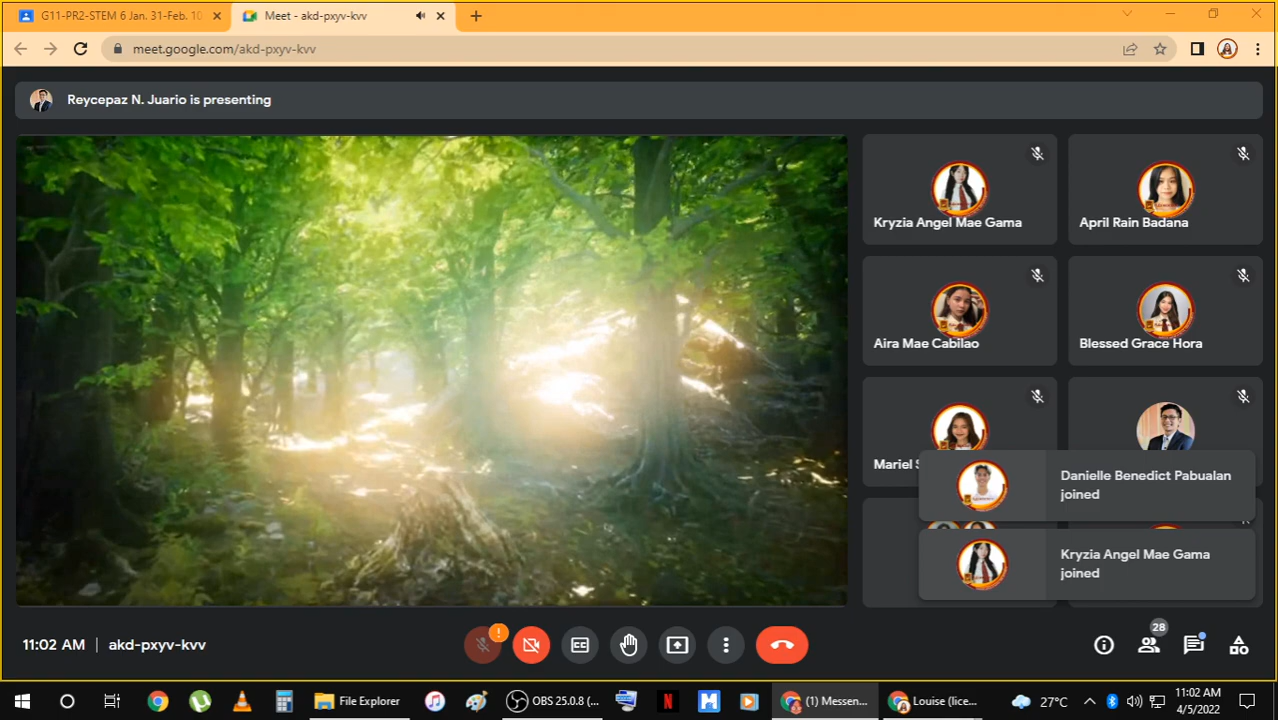 G11-PR2-STEM 6 Jan. 31-Feb. 10
Meet - akd-pxyv-kvv
meet.google.com/akd-pxyv-kvv
Reycepaz N. Juario is presenting
Kryzia Angel Mae Gama
April Rain Badana
Aira Mae Cabilao
Blessed Grace Hora
Mariel S
Danielle Benedict Pabualan
joined
Kryzia Angel Mae Gama
joined
11:02 AM | akd-pxyv-kvv
CC
28
File Explorer
OBS 25.0.8 (...
(1) Messen...
Louise (lice...
27°C
11:02 AM
4/5/2022